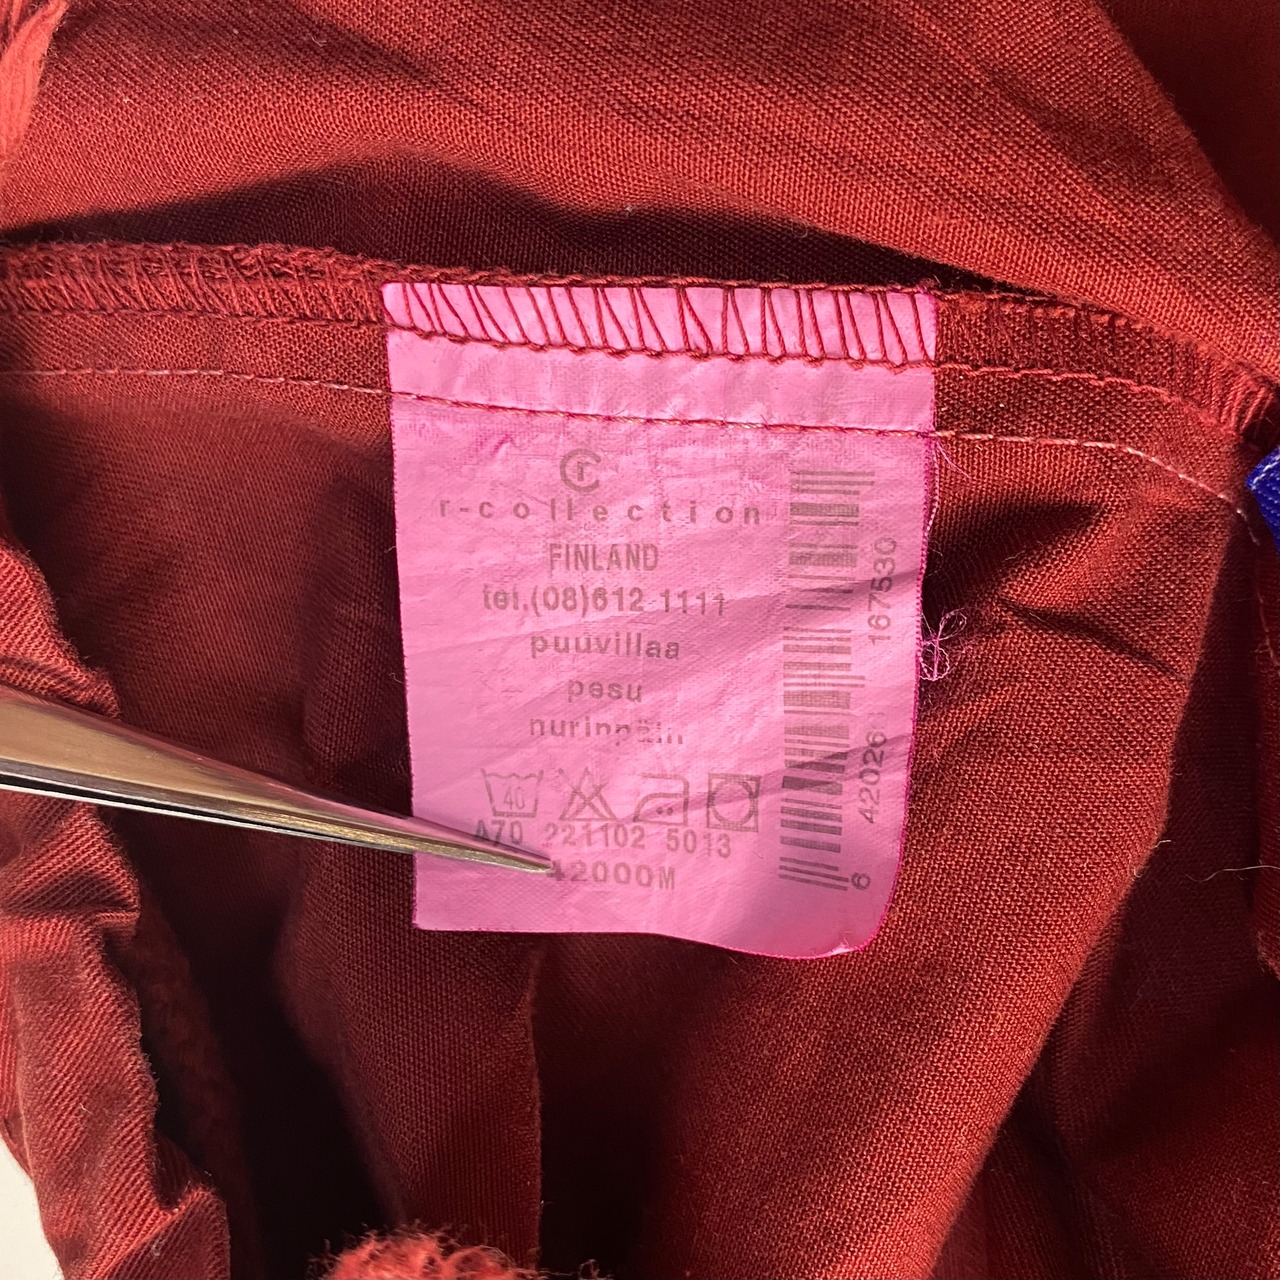 r-collection
FINLAND
tel.(08)612 1111
puuvillaa
pesu
nurinpäin
40
A70 221102 5013
42000M
6 420261 167530